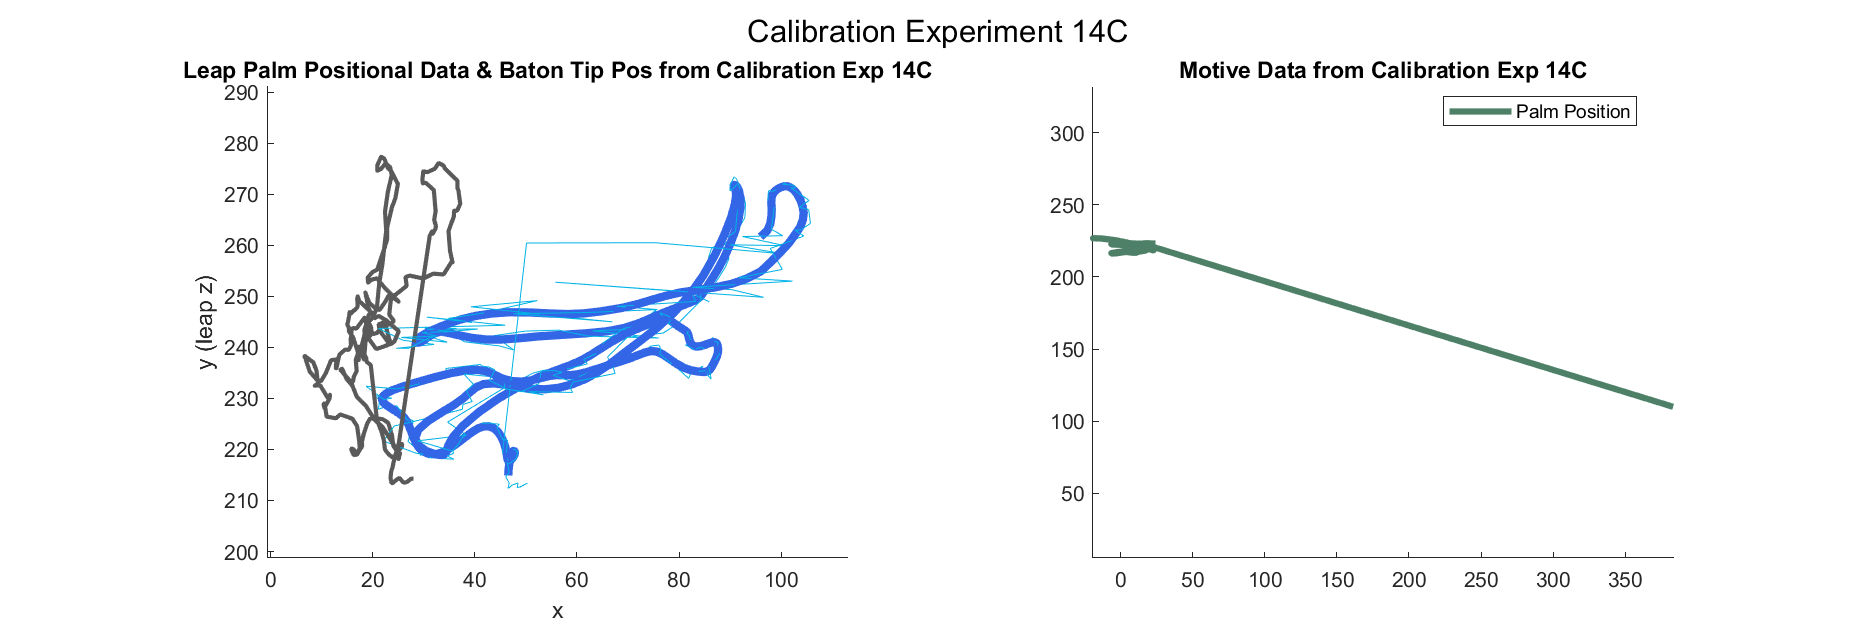 Calibration Experiment 14C
Leap Palm Positional Data & Baton Tip Pos from Calibration Exp 14C
290
280
270
260
250
240
230
220
210
200
y (leap z)
0 20 40 60 80 100
x
Motive Data from Calibration Exp 14C
Palm Position
300
250
200
150
100
50
0 50 100 150 200 250 300 350